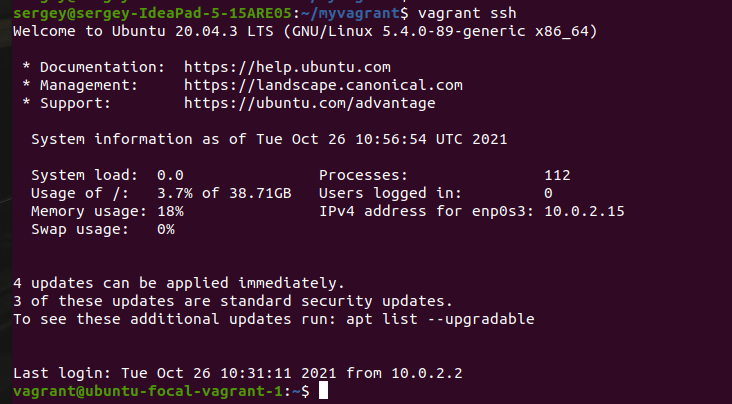 sergey@sergey-IdeaPad-5-15ARE05:~/myvagrant$ vagrant ssh
Welcome to Ubuntu 20.04.3 LTS (GNU/Linux 5.4.0-89-generic x86_64)
* Documentation: https://help.ubuntu.com
* Management: https://landscape.canonical.com
* Support: https://ubuntu.com/advantage
System information as of Tue Oct 26 10:56:54 UTC 2021
System load: 0.0 Processes: 112
Usage of /: 3.7% of 38.71GB Users logged in: 0
Memory usage: 18% IPv4 address for enp0s3: 10.0.2.15
Swap usage: 0%
4 updates can be applied immediately.
3 of these updates are standard security updates.
To see these additional updates run: apt list --upgradable
Last login: Tue Oct 26 10:31:11 2021 from 10.0.2.2
vagrant@ubuntu-focal-vagrant-1:~$